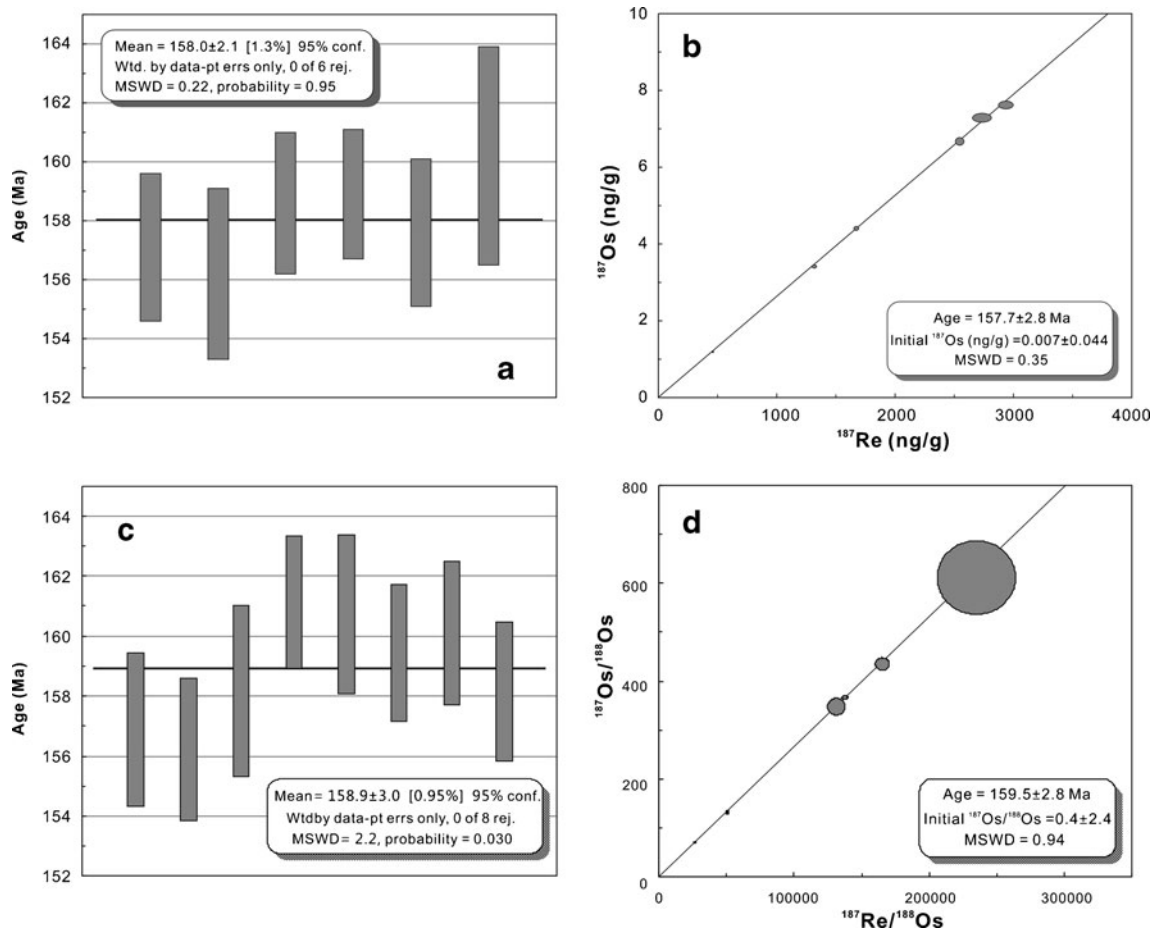 164
162
160
158
156
154
152
Age (Ma)
Mean = 158.0±2.1 [1.3%] 95% conf.
Wtd. by data-pt errs only, 0 of 6 rej.
MSWD = 0.22, probability = 0.95
a
b
10
8
6
4
2
0
¹⁸⁷Os (ng/g)
Age = 157.7±2.8 Ma
Initial ¹⁸⁷Os (ng/g) =0.007±0.044
MSWD = 0.35
0 1000 2000 3000 4000
¹⁸⁷Re (ng/g)
c
164
162
160
158
156
154
152
Age (Ma)
Mean = 158.9±3.0 [0.95%] 95% conf.
Wtdby data-pt errs only, 0 of 8 rej.
MSWD = 2.2, probability = 0.030
d
800
600
400
200
0
¹⁸⁷Os/¹⁸⁸Os
Age = 159.5±2.8 Ma
Initial ¹⁸⁷Os/¹⁸⁸Os =0.4±2.4
MSWD = 0.94
100000 200000 300000
¹⁸⁷Re/¹⁸⁸Os